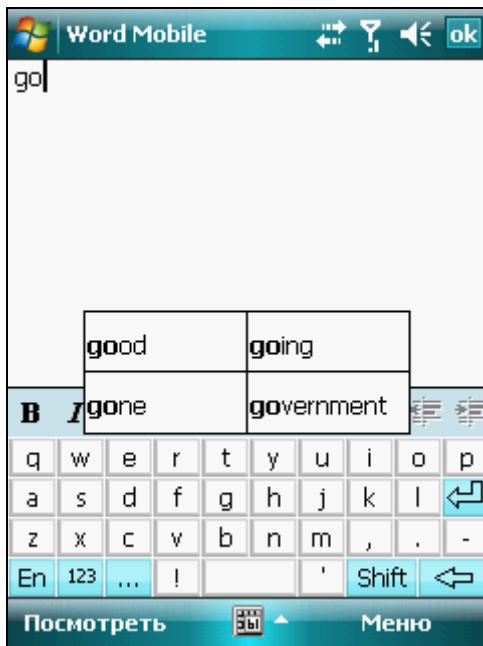 Word Mobile ok
go
good going
gone government
B I
q w e r t y u i o p
a s d f g h j k l
z x c v b n m , . -
En 123 ... ! ' Shift
Посмотреть ы Меню